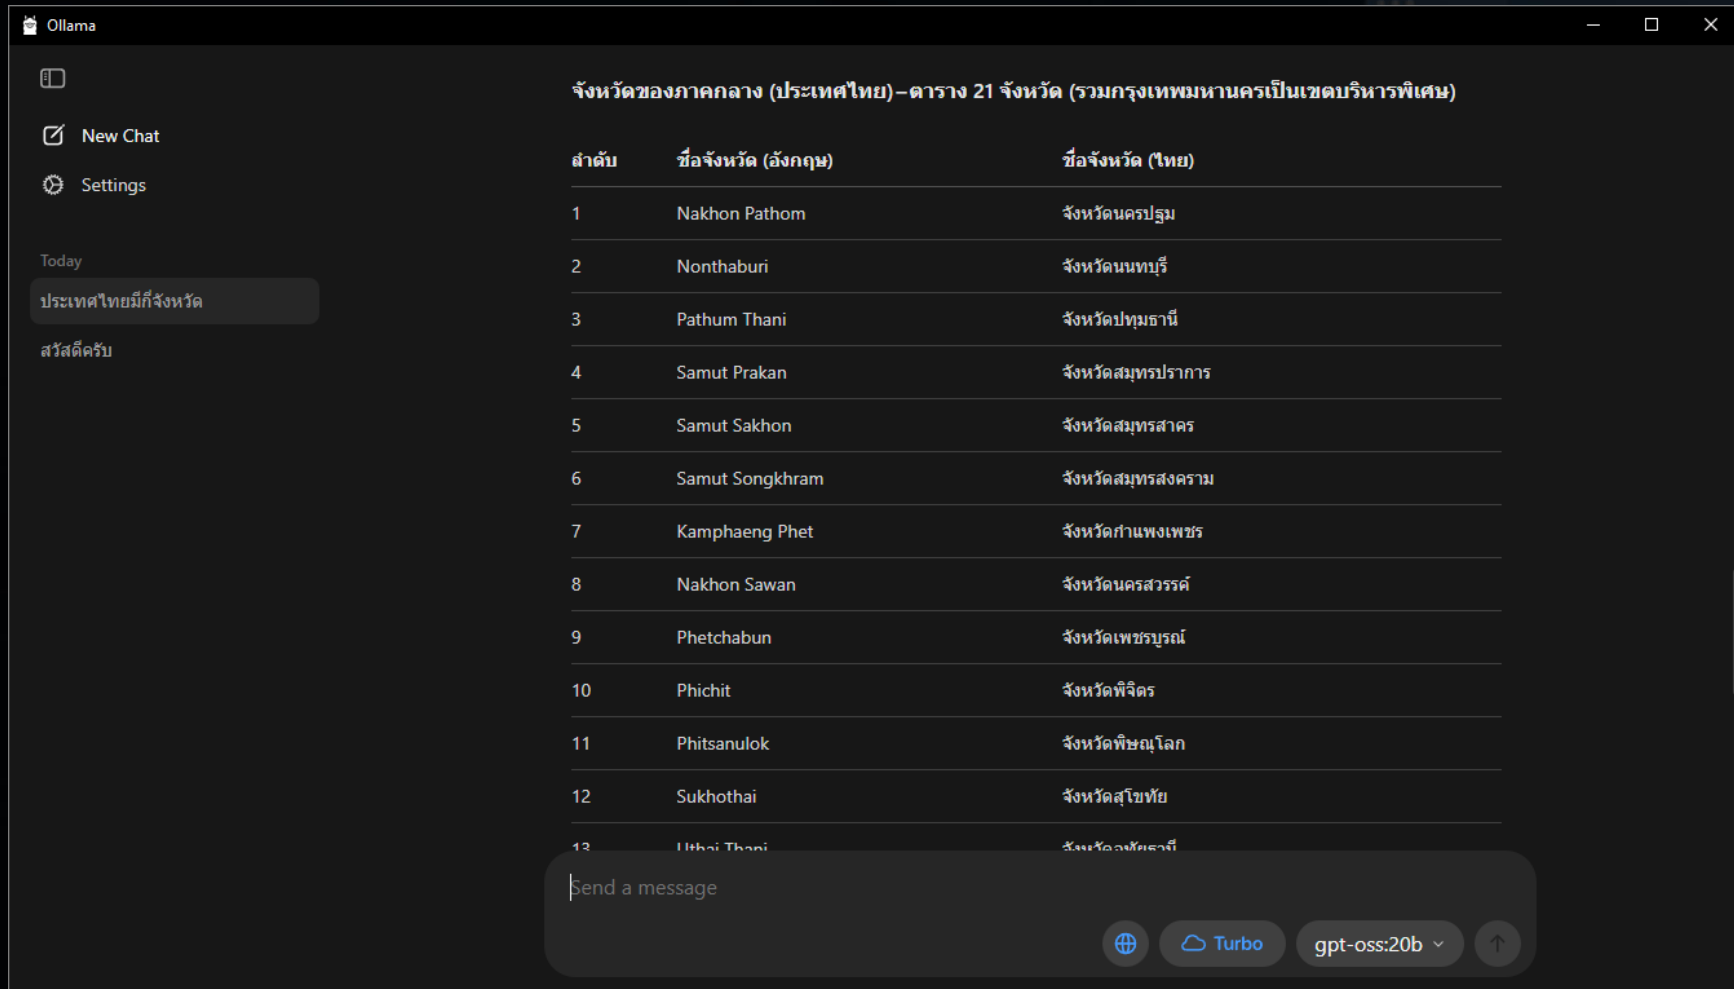 Ollama
New Chat
Settings
Today
ประเทศไทยมีกี่จังหวัด
สวัสดีครับ
จังหวัดของภาคกลาง (ประเทศไทย)–ตาราง 21 จังหวัด (รวมกรุงเทพมหานครเป็นเขตบริหารพิเศษ)
ลำดับ ชื่อจังหวัด (อังกฤษ) ชื่อจังหวัด (ไทย)
1 Nakhon Pathom จังหวัดนครปฐม
2 Nonthaburi จังหวัดนนทบุรี
3 Pathum Thani จังหวัดปทุมธานี
4 Samut Prakan จังหวัดสมุทรปราการ
5 Samut Sakhon จังหวัดสมุทรสาคร
6 Samut Songkhram จังหวัดสมุทรสงคราม
7 Kamphaeng Phet จังหวัดกำแพงเพชร
8 Nakhon Sawan จังหวัดนครสวรรค์
9 Phetchabun จังหวัดเพชรบูรณ์
10 Phichit จังหวัดพิจิตร
11 Phitsanulok จังหวัดพิษณุโลก
12 Sukhothai จังหวัดสุโขทัย
13 Uthai Thani จังหวัดอุทัยธานี
Send a message
Turbo
gpt-oss:20b